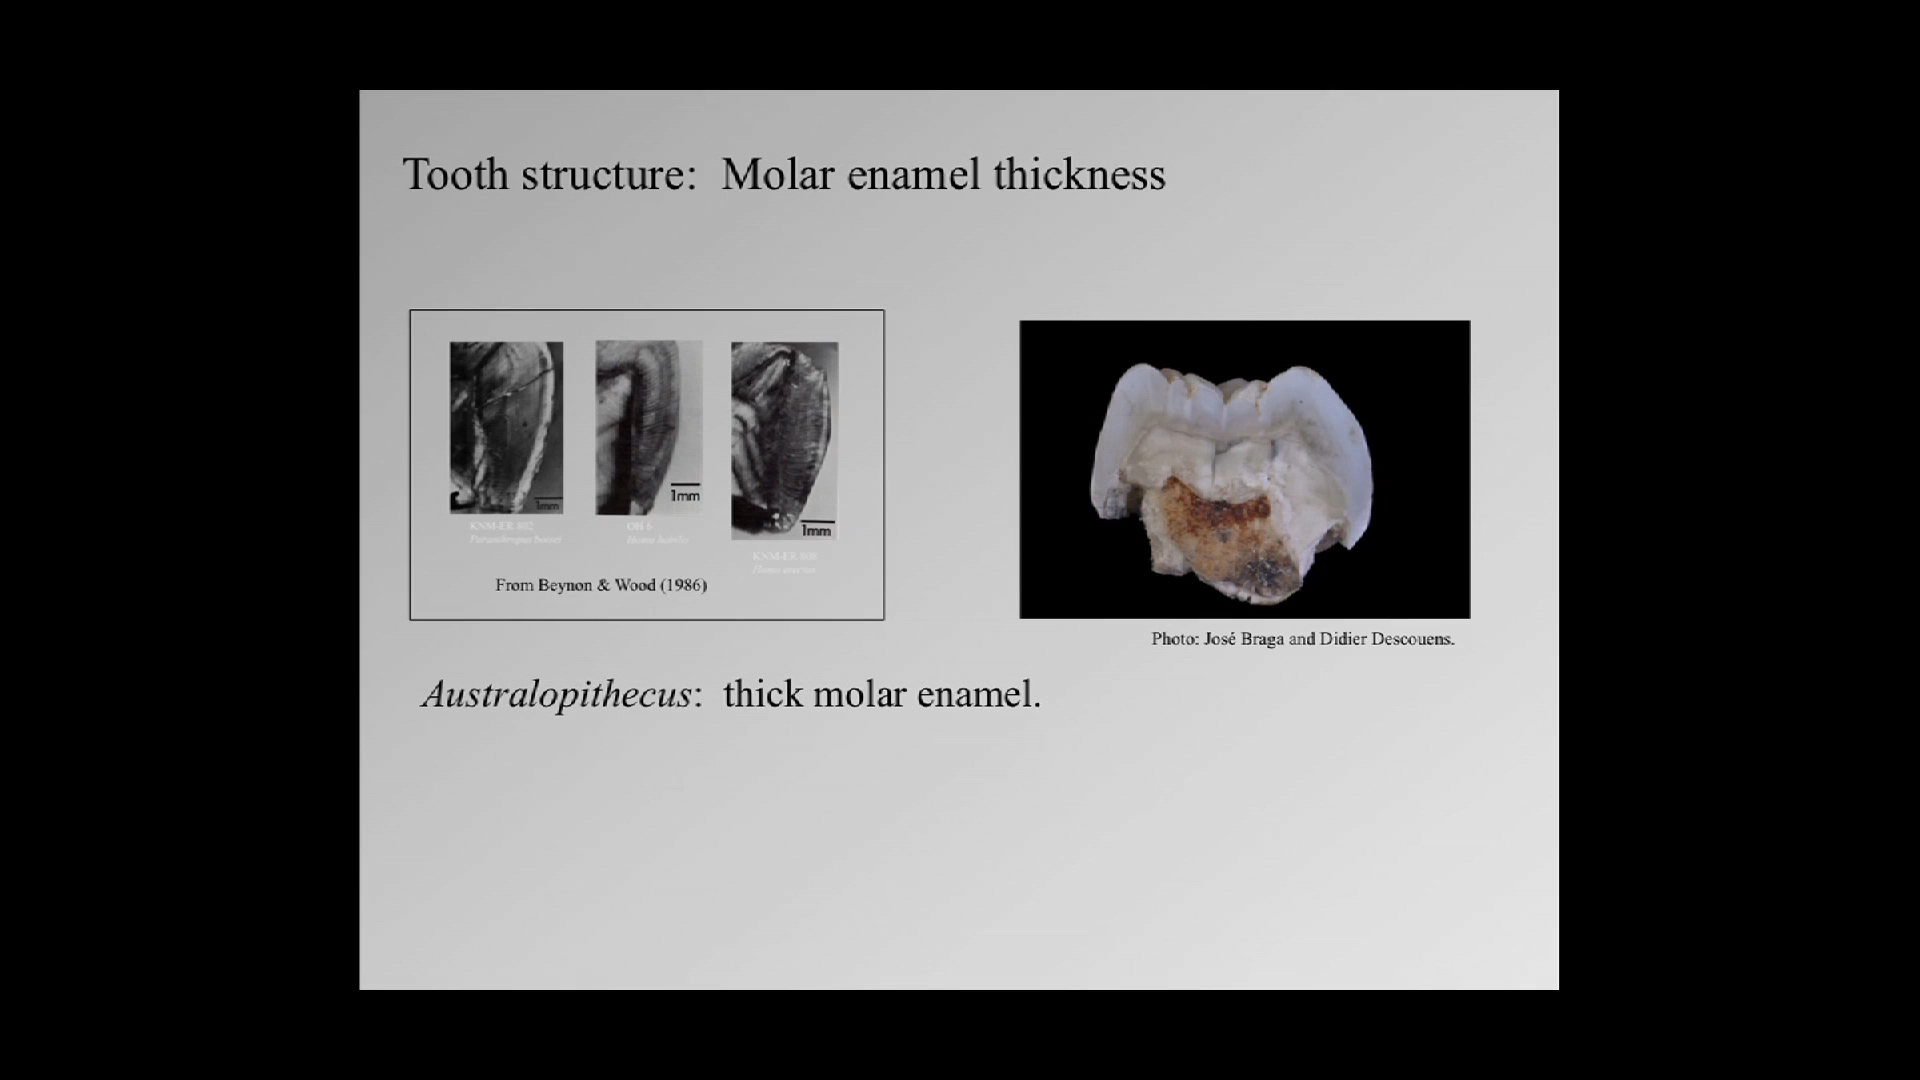 Tooth structure: Molar enamel thickness
1mm
1mm
1mm
KNM-ER 802
Paranthropus boisei
OH 6
Homo habilis
KNM-ER 808
Homo erectus
From Beynon & Wood (1986)
Photo: José Braga and Didier Descouens.
Australopithecus: thick molar enamel.